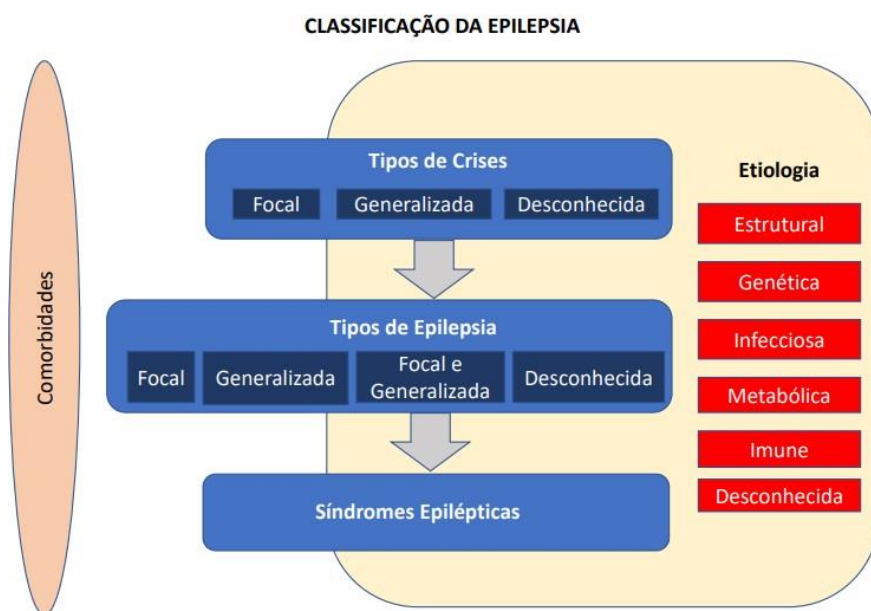 CLASSIFICAÇÃO DA EPILEPSIA
Comorbidades
Tipos de Crises
Focal
Generalizada
Desconhecida
Tipos de Epilepsia
Focal
Generalizada
Focal e
Generalizada
Desconhecida
Síndromes Epilépticas
Etiologia
Estrutural
Genética
Infecciosa
Metabólica
Imune
Desconhecida